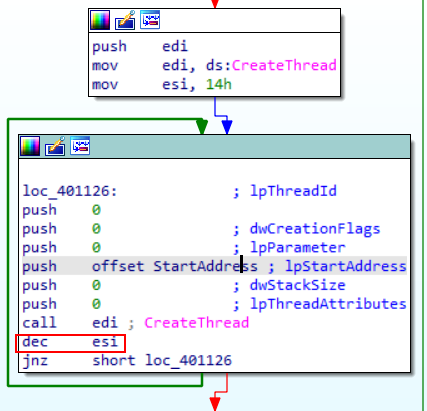 push    edi
mov     edi, ds:CreateThread
mov     esi, 14h
loc_401126:             ; lpThreadId
push    0
push    0               ; dwCreationFlags
push    0               ; lpParameter
push    offset StartAddress ; lpStartAddress
push    0               ; dwStackSize
push    0               ; lpThreadAttributes
call    edi ; CreateThread
dec     esi
jnz     short loc_401126